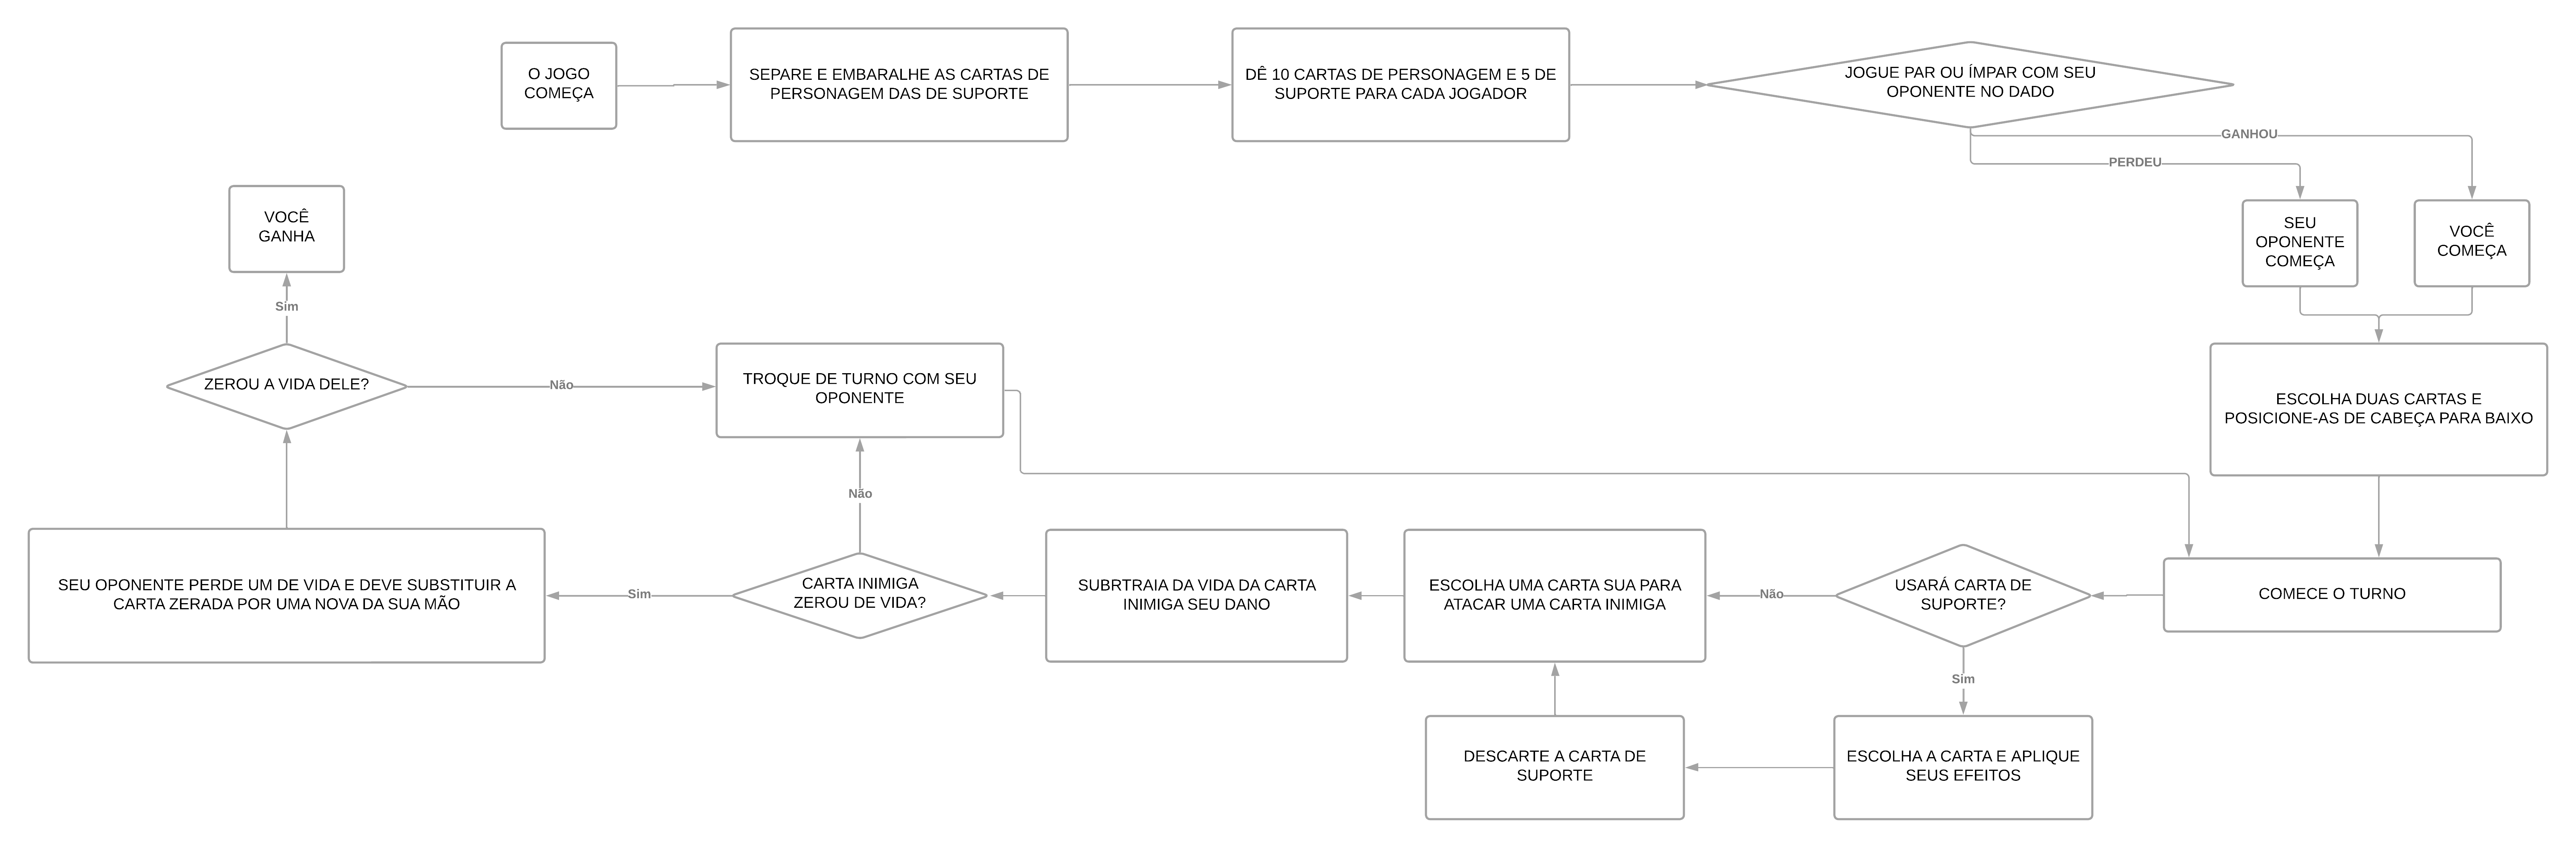 O JOGO
COMEÇA
SEPARE E EMBARALHE AS CARTAS DE
PERSONAGEM DAS DE SUPORTE
DÊ 10 CARTAS DE PERSONAGEM E 5 DE
SUPORTE PARA CADA JOGADOR
JOGUE PAR OU ÍMPAR COM SEU
OPONENTE NO DADO
GANHOU
PERDEU
SEU
OPONENTE
COMEÇA
VOCÊ
COMEÇA
ESCOLHA DUAS CARTAS E
POSICIONE-AS DE CABEÇA PARA BAIXO
COMECE O TURNO
USARÁ CARTA DE
SUPORTE?
Não
Sim
ESCOLHA A CARTA E APLIQUE
SEUS EFEITOS
DESCARTE A CARTA DE
SUPORTE
ESCOLHA UMA CARTA SUA PARA
ATACAR UMA CARTA INIMIGA
SUBRTRAIA DA VIDA DA CARTA
INIMIGA SEU DANO
CARTA INIMIGA
ZEROU DE VIDA?
Não
Sim
TROQUE DE TURNO COM SEU
OPONENTE
SEU OPONENTE PERDE UM DE VIDA E DEVE SUBSTITUIR A
CARTA ZERADA POR UMA NOVA DA SUA MÃO
ZEROU A VIDA DELE?
Não
Sim
VOCÊ
GANHA